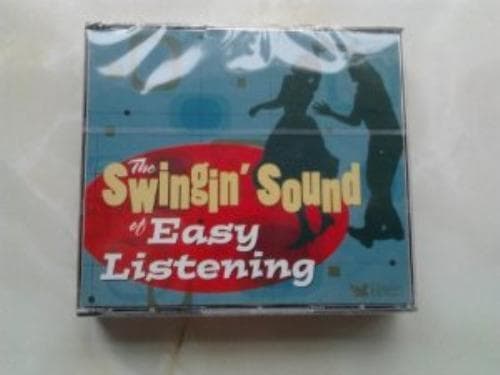 The
Swingin' Sound
of Easy
Listening